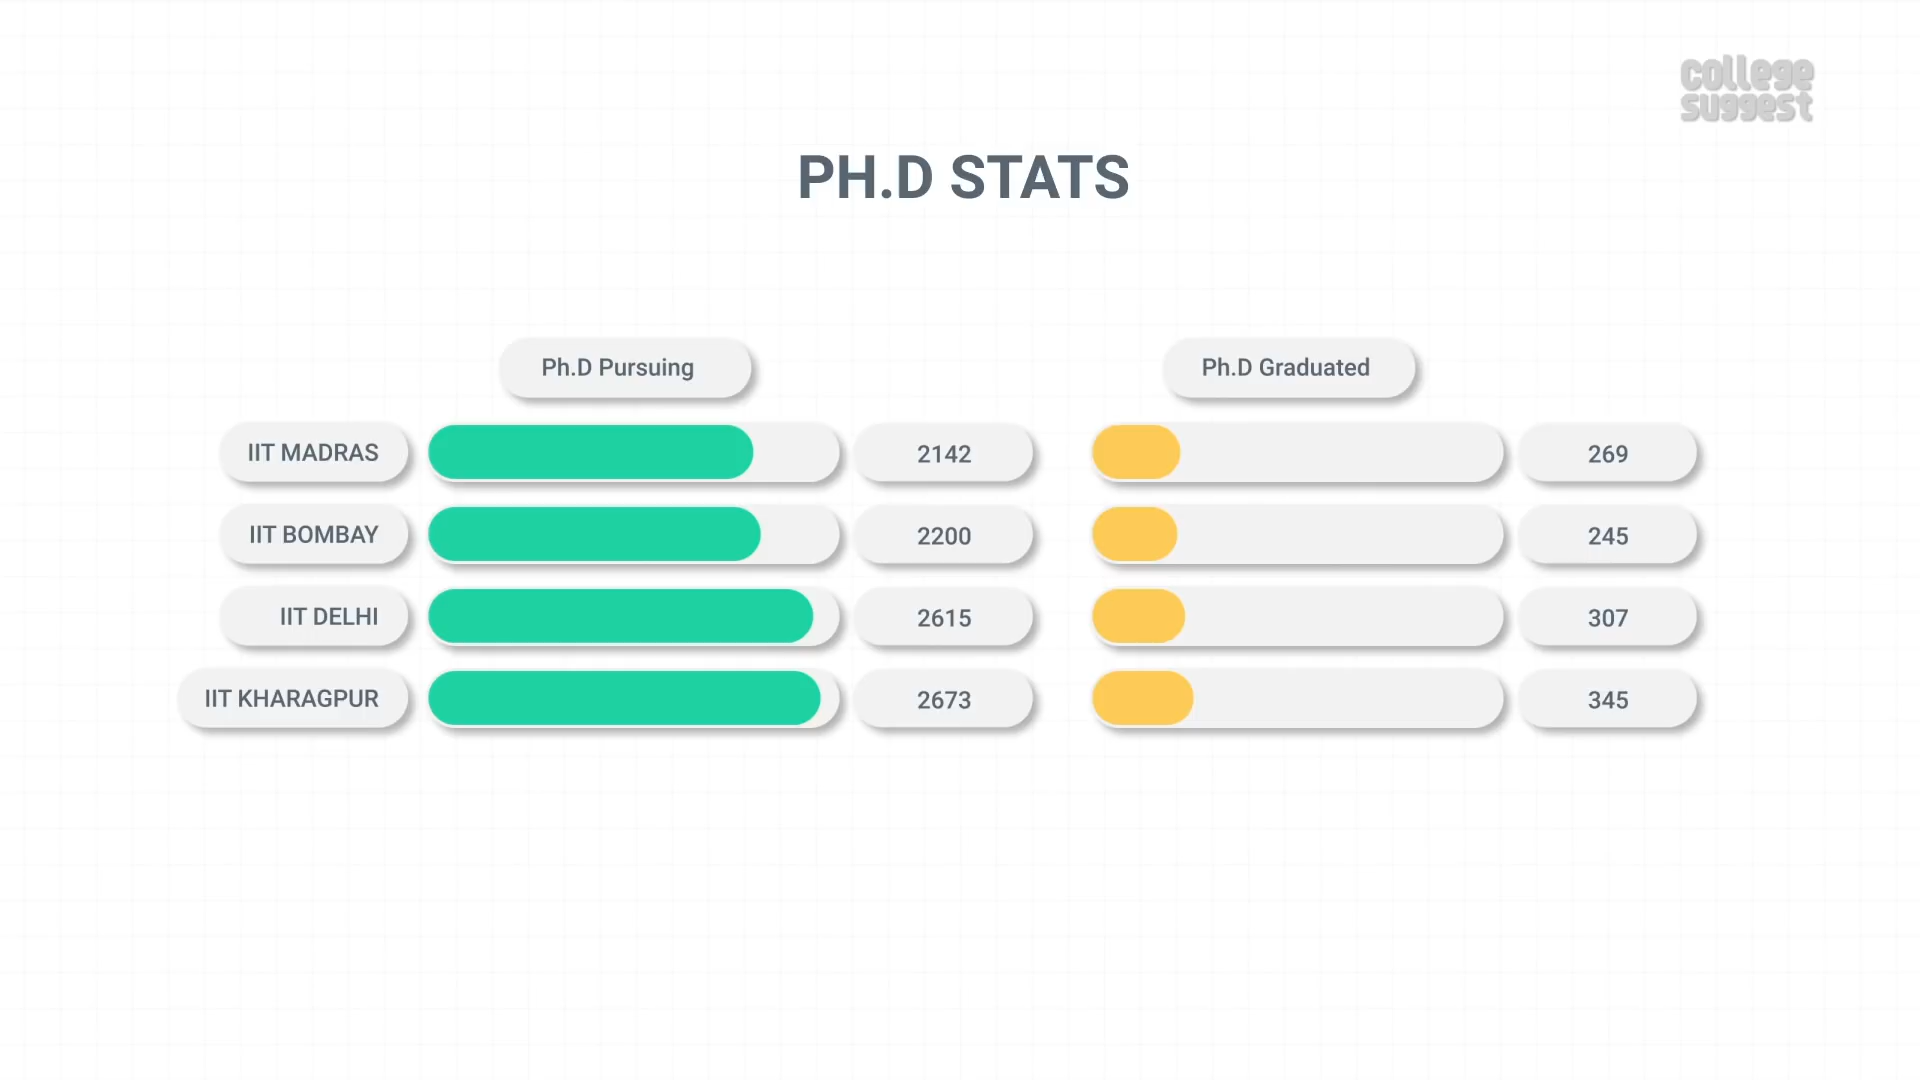 college
suggest
PH.D STATS
Ph.D Pursuing
Ph.D Graduated
IIT MADRAS 2142 269
IIT BOMBAY 2200 245
IIT DELHI 2615 307
IIT KHARAGPUR 2673 345